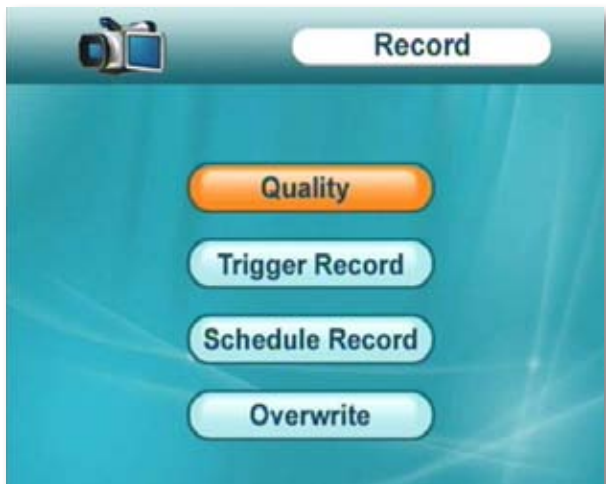 Record
Quality
Trigger Record
Schedule Record
Overwrite